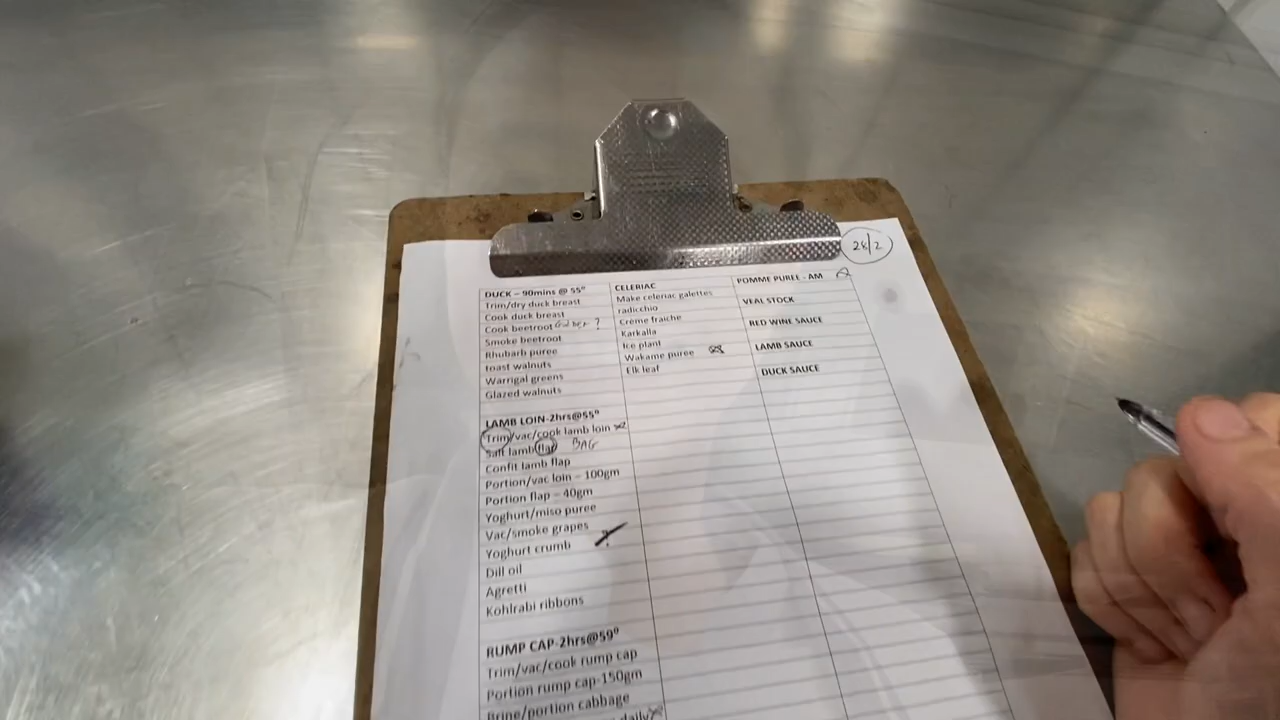 28/2
DUCK – 90mins @ 55°
Trim/dry duck breast
Cook duck breast
Cook beetroot
Smoke beetroot
Rhubarb puree
toast walnuts
Warrigal greens
Glazed walnuts
LAMB LOIN-2hrs@55°
Trim/vac/cook lamb loin x2
Salt lamb flap BAG
Confit lamb flap
Portion/vac loin – 100gm
Portion flap – 40gm
Yoghurt/miso puree
Vac/smoke grapes
Yoghurt crumb
Dill oil
Agretti
Kohlrabi ribbons
RUMP CAP-2hrs@59°
Trim/vac/cook rump cap
Portion rump cap-150gm
Brine/portion cabbage
daily
CELERIAC
Make celeriac galettes
radicchio
Crème fraiche
Karkalla
Ice plant
Wakame puree
Elk leaf
POMME PUREE - AM
VEAL STOCK
RED WINE SAUCE
LAMB SAUCE
DUCK SAUCE